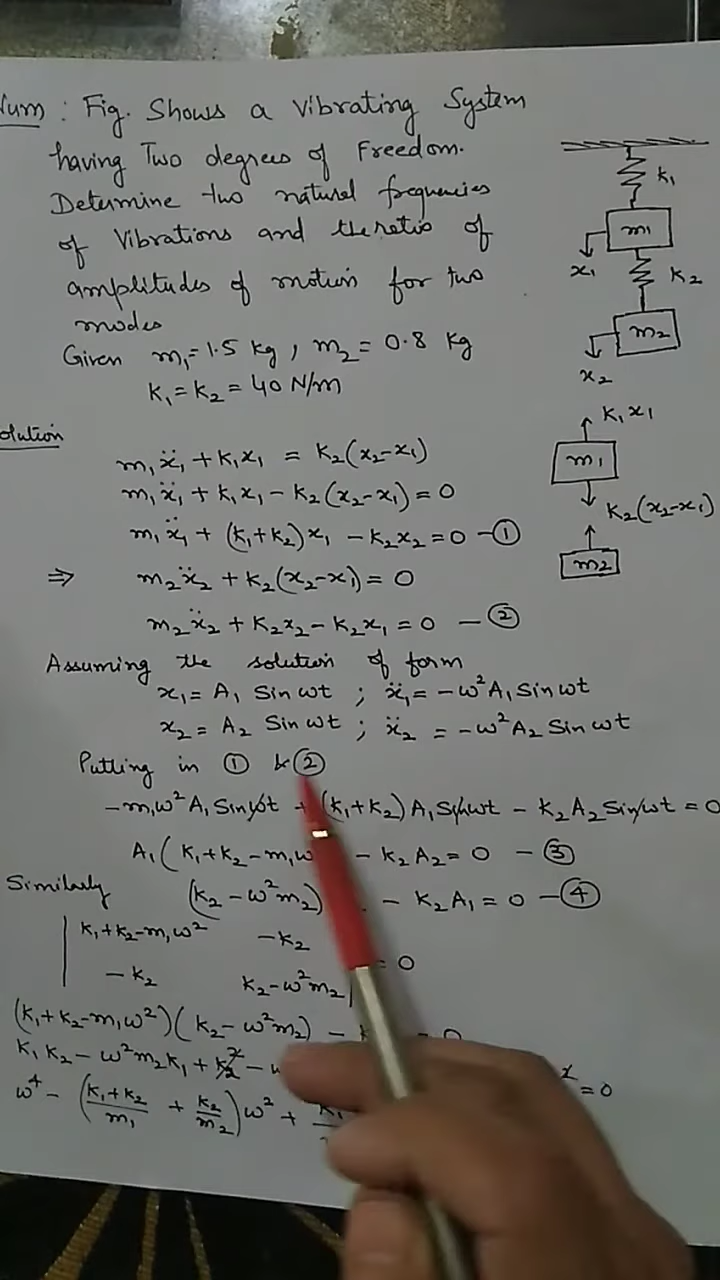 Num : Fig. Shows a Vibrating System
having Two degrees of Freedom.
Determine two natural frequencies
of Vibrations and the ratio of
amplitudes of motion for two
modes
Given m₁=1.5 kg, m₂= 0.8 kg
K₁=K₂= 40 N/m
k₁
m₁
x₁
K₂
m₂
x₂
olution
m₁ẍ₁ + K₁x₁ = K₂(x₂-x₁)
m₁ẍ₁ + K₁x₁ - K₂(x₂-x₁) = 0
m₁ẍ₁ + (K₁+K₂)x₁ - K₂x₂ = 0 - ①
⇒ m₂ẍ₂ + K₂(x₂-x₁) = 0
m₂ẍ₂ + K₂x₂ - K₂x₁ = 0 - ②
K₁x₁
m₁
K₂(x₂-x₁)
m₂
Assuming the solution of form
x₁ = A₁ Sin ωt ; ẍ₁ = -ω²A₁ Sin ωt
x₂ = A₂ Sin ωt ; ẍ₂ = -ω²A₂ Sin ωt
Putting in ① & ②
-m₁ω²A₁ Sin ωt + (K₁+K₂)A₁ Sin ωt - K₂A₂ Sin ωt = 0
A₁(K₁+K₂-m₁ω - K₂A₂ = 0 - ③
Similarly (K₂-ω²m₂) - K₂A₁ = 0 - ④
| K₁+K₂-m₁ω² -K₂
-K₂ K₂-ω²m₂ | = 0
(K₁+K₂-m₁ω²)(K₂-ω²m₂) - = 0
K₁K₂ - ω²m₂K₁ + K₂² - = 0
ω⁴ - (K₁+K₂/m₁ + K₂/m₂)ω² + K₁